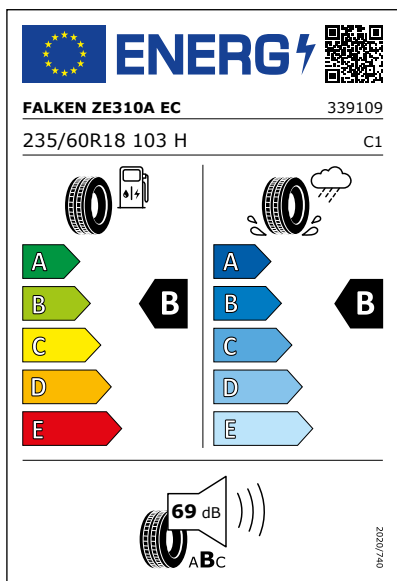 ENERG
FALKEN ZE310A EC 339109
235/60R18 103 H C1
A A
B B B B
C C
D D
E E
69 dB
ABC
2020/740